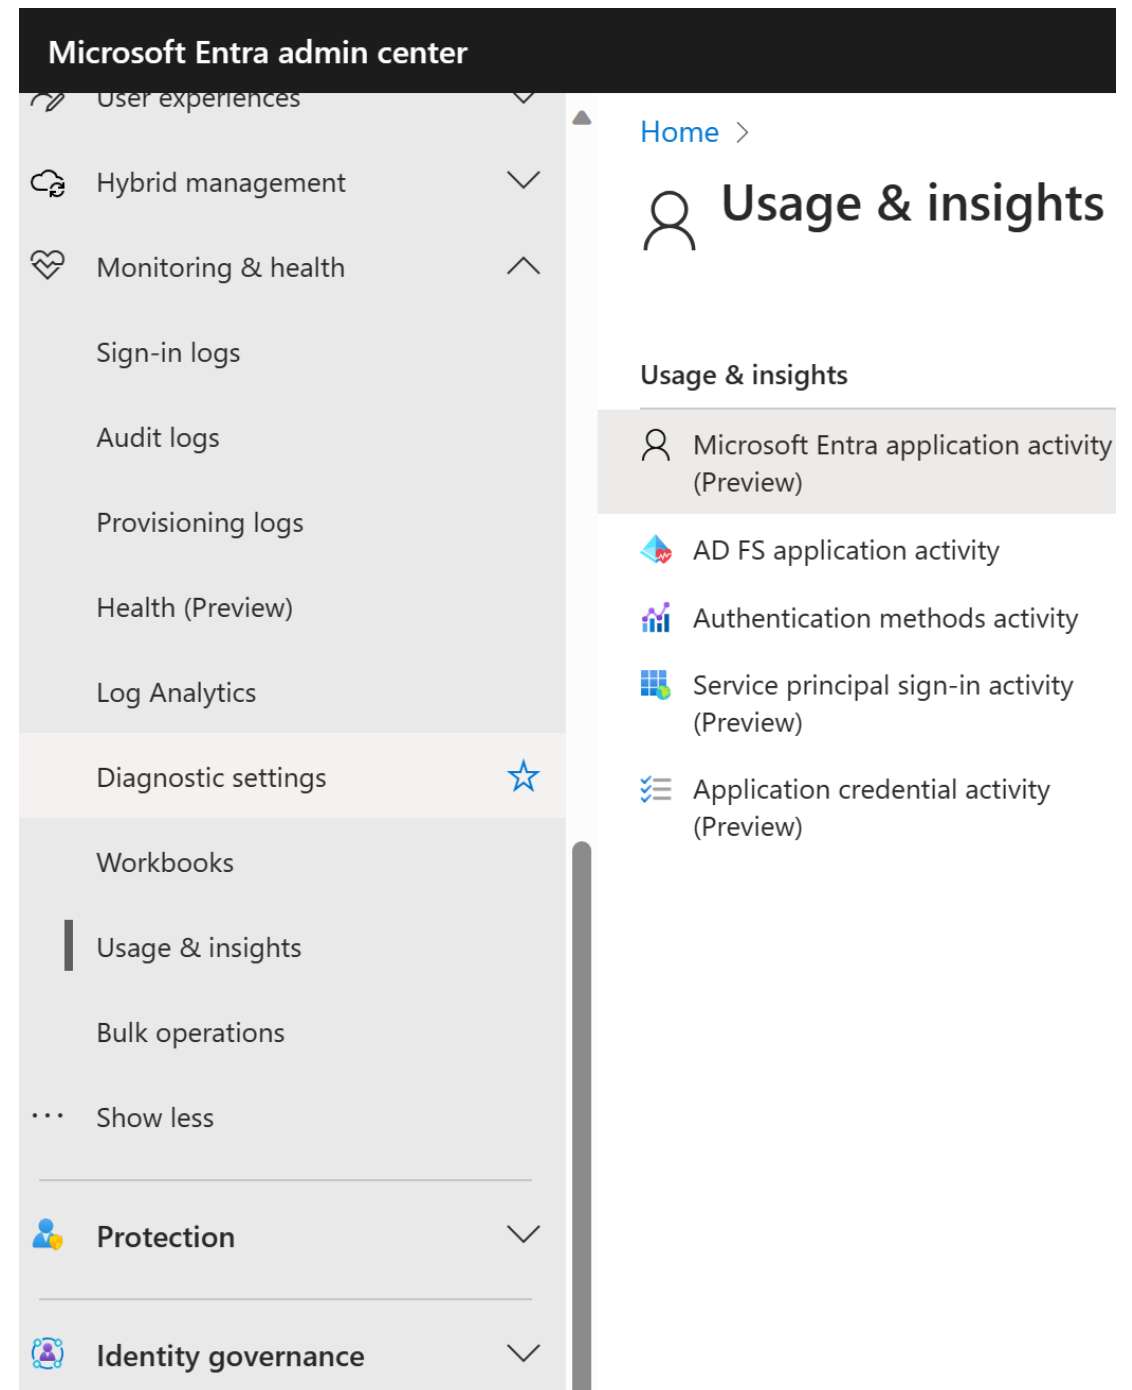 Microsoft Entra admin center
User experiences
Hybrid management
Monitoring & health
Sign-in logs
Audit logs
Provisioning logs
Health (Preview)
Log Analytics
Diagnostic settings
Workbooks
Usage & insights
Bulk operations
Show less
Protection
Identity governance
Home
Usage & insights
Usage & insights
Microsoft Entra application activity
(Preview)
AD FS application activity
Authentication methods activity
Service principal sign-in activity
(Preview)
Application credential activity
(Preview)